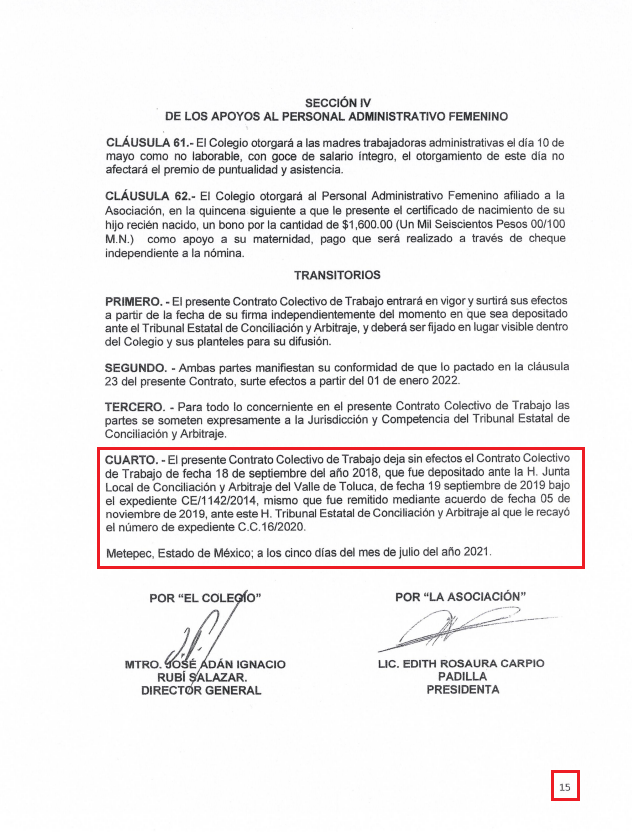 SECCIÓN IV
DE LOS APOYOS AL PERSONAL ADMINISTRATIVO FEMENINO
CLÁUSULA 61.- El Colegio otorgará a las madres trabajadoras administrativas el día 10 de
mayo como no laborable, con goce de salario íntegro, el otorgamiento de este día no
afectará el premio de puntualidad y asistencia.
CLÁUSULA 62.- El Colegio otorgará al Personal Administrativo Femenino afiliado a la
Asociación, en la quincena siguiente a que le presente el certificado de nacimiento de su
hijo recién nacido, un bono por la cantidad de $1,600.00 (Un Mil Seiscientos Pesos 00/100
M.N.) como apoyo a su maternidad, pago que será realizado a través de cheque
independiente a la nómina.
TRANSITORIOS
PRIMERO. - El presente Contrato Colectivo de Trabajo entrará en vigor y surtirá sus efectos
a partir de la fecha de su firma independientemente del momento en que sea depositado
ante el Tribunal Estatal de Conciliación y Arbitraje, y deberá ser fijado en lugar visible dentro
del Colegio y sus planteles para su difusión.
SEGUNDO. - Ambas partes manifiestan su conformidad de que lo pactado en la cláusula
23 del presente Contrato, surte efectos a partir del 01 de enero 2022.
TERCERO. - Para todo lo concerniente en el presente Contrato Colectivo de Trabajo las
partes se someten expresamente a la Jurisdicción y Competencia del Tribunal Estatal de
Conciliación y Arbitraje.
CUARTO. - El presente Contrato Colectivo de Trabajo deja sin efectos el Contrato Colectivo
de Trabajo de fecha 18 de septiembre del año 2018, que fue depositado ante la H. Junta
Local de Conciliación y Arbitraje del Valle de Toluca, de fecha 19 septiembre de 2019 bajo
el expediente CE/1142/2014, mismo que fue remitido mediante acuerdo de fecha 05 de
noviembre de 2019, ante este H. Tribunal Estatal de Conciliación y Arbitraje al que le recayó
el número de expediente C.C.16/2020.
Metepec, Estado de México; a los cinco días del mes de julio del año 2021.
POR “EL COLEGIO”
MTRO. JOSÉ ADÁN IGNACIO
RUBÍ SALAZAR.
DIRECTOR GENERAL
POR “LA ASOCIACIÓN”
LIC. EDITH ROSAURA CARPIO
PADILLA
PRESIDENTA
15